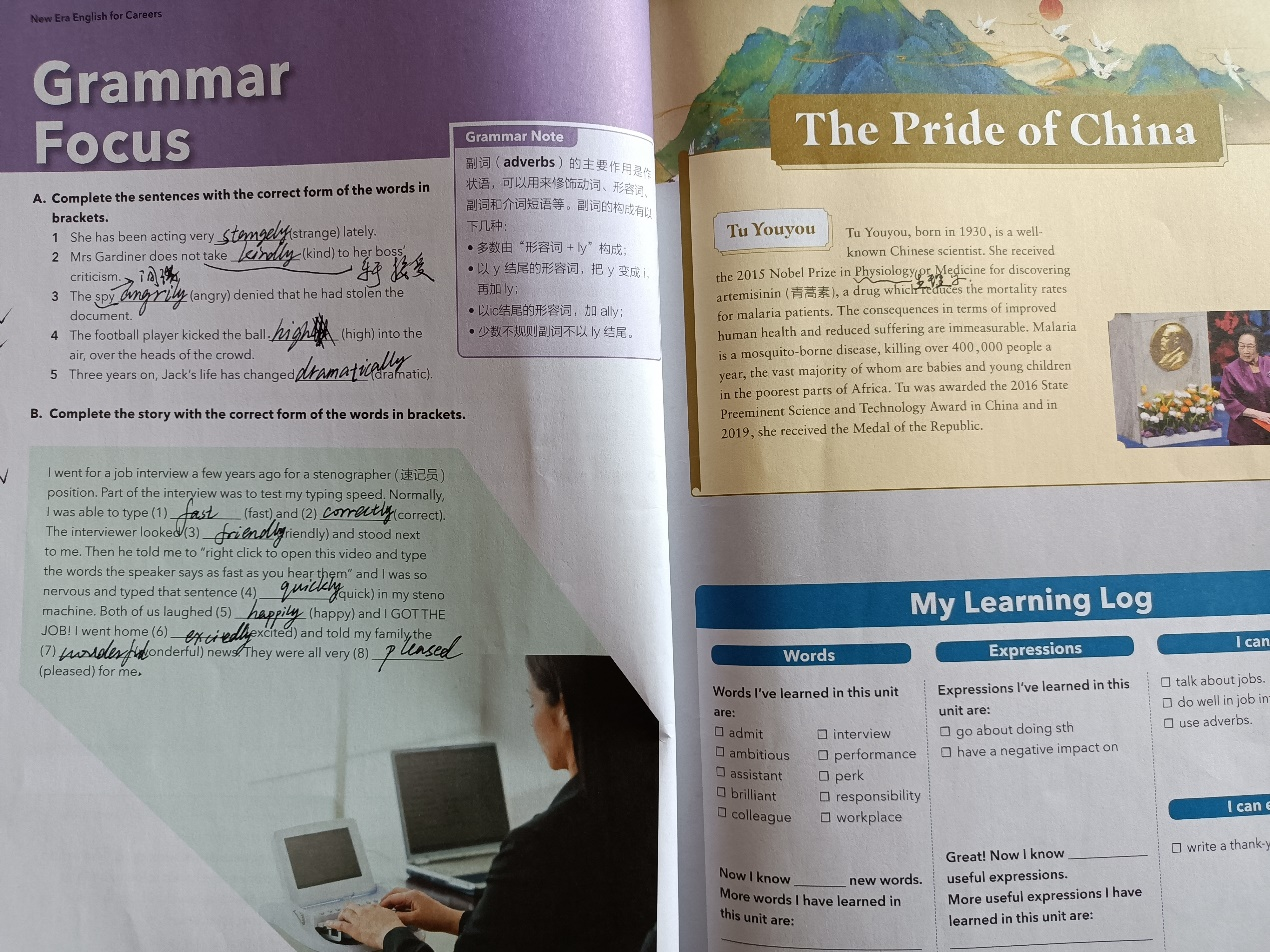 New Era English for Careers
Grammar
Focus
A. Complete the sentences with the correct form of the words in
brackets.
1 She has been acting very stangely (strange) lately.
2 Mrs Gardiner does not take kindly (kind) to her boss'
criticism. 间谍 乐于接受
3 The spy angrily (angry) denied that he had stolen the
document.
4 The football player kicked the ball high (high) into the
air, over the heads of the crowd.
5 Three years on, Jack's life has changed dramatically (dramatic).
Grammar Note
副词（adverbs）的主要作用是作
状语，可以用来修饰动词、形容词、
副词和介词短语等。副词的构成有以
下几种：
• 多数由“形容词 + ly”构成；
• 以 y 结尾的形容词，把 y 变成 i，
再加 ly；
• 以ic结尾的形容词，加 ally；
• 少数不规则副词不以 ly 结尾。
B. Complete the story with the correct form of the words in brackets.
I went for a job interview a few years ago for a stenographer (速记员)
position. Part of the interview was to test my typing speed. Normally,
I was able to type (1) fast (fast) and (2) correctly (correct).
The interviewer looked (3) friendly (friendly) and stood next
to me. Then he told me to “right click to open this video and type
the words the speaker says as fast as you hear them” and I was so
nervous and typed that sentence (4) quickly (quick) in my steno
machine. Both of us laughed (5) happily (happy) and I GOT THE
JOB! I went home (6) excitedly (excited) and told my family the
(7) wonderful (wonderful) news. They were all very (8) pleased
(pleased) for me.
The Pride of China
Tu Youyou
Tu Youyou, born in 1930, is a well-
known Chinese scientist. She received
the 2015 Nobel Prize in Physiology or Medicine for discovering
生理学
artemisinin (青蒿素), a drug which reduces the mortality rates
for malaria patients. The consequences in terms of improved
human health and reduced suffering are immeasurable. Malaria
is a mosquito-borne disease, killing over 400,000 people a
year, the vast majority of whom are babies and young children
in the poorest parts of Africa. Tu was awarded the 2016 State
Preeminent Science and Technology Award in China and in
2019, she received the Medal of the Republic.
My Learning Log
Words
Words I've learned in this unit
are:
□ admit
□ ambitious
□ assistant
□ brilliant
□ colleague
□ interview
□ performance
□ perk
□ responsibility
□ workplace
Now I know ______ new words.
More words I have learned in
this unit are:
Expressions
Expressions I've learned in this
unit are:
□ go about doing sth
□ have a negative impact on
Great! Now I know ______
useful expressions.
More useful expressions I have
learned in this unit are:
I can
□ talk about jobs.
□ do well in job in
□ use adverbs.
I can e
□ write a thank-y